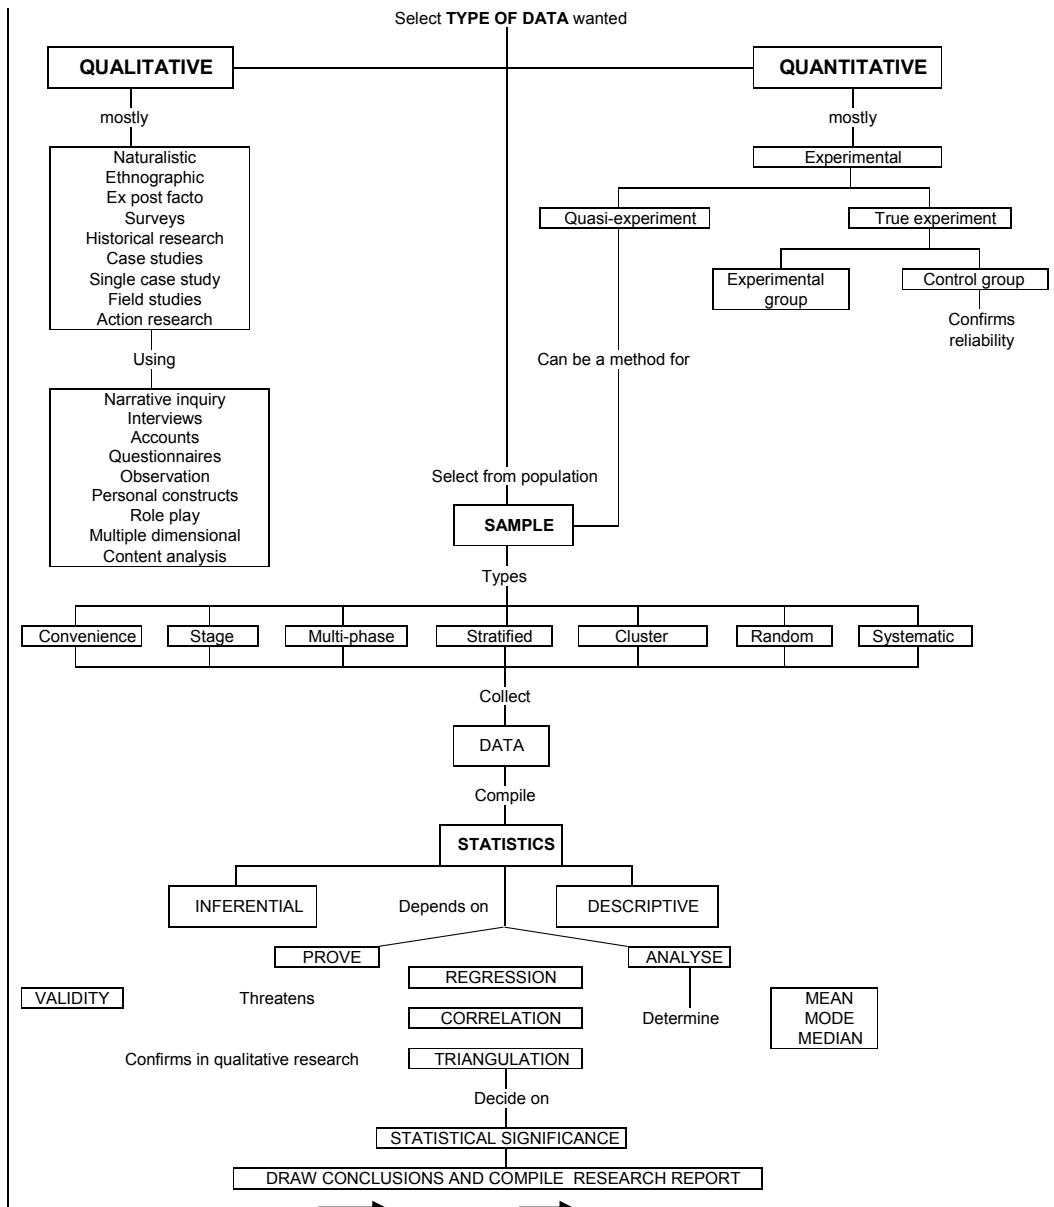 Select TYPE OF DATA wanted
QUALITATIVE
QUANTITATIVE
mostly
mostly
Naturalistic
Ethnographic
Ex post facto
Surveys
Historical research
Case studies
Single case study
Field studies
Action research
Experimental
Quasi-experiment
True experiment
Experimental
group
Control group
Confirms
reliability
Using
Can be a method for
Narrative inquiry
Interviews
Accounts
Questionnaires
Observation
Personal constructs
Role play
Multiple dimensional
Content analysis
Select from population
SAMPLE
Types
Convenience
Stage
Multi-phase
Stratified
Cluster
Random
Systematic
Collect
DATA
Compile
STATISTICS
INFERENTIAL
Depends on
DESCRIPTIVE
PROVE
ANALYSE
REGRESSION
VALIDITY
Threatens
CORRELATION
Determine
MEAN
MODE
MEDIAN
Confirms in qualitative research
TRIANGULATION
Decide on
STATISTICAL SIGNIFICANCE
DRAW CONCLUSIONS AND COMPILE RESEARCH REPORT